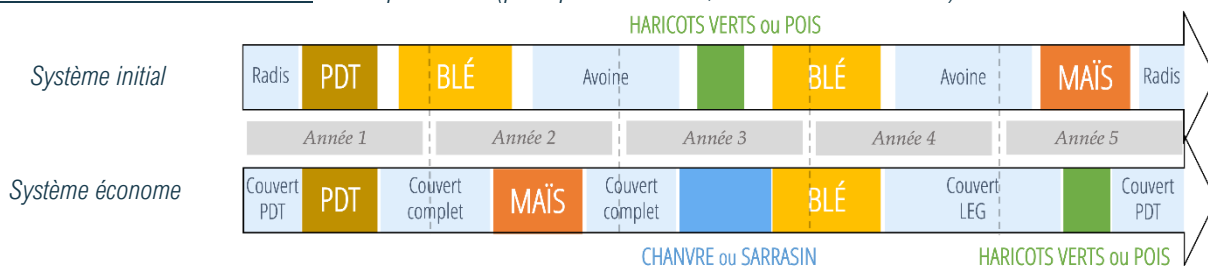 HARICOTS VERTS ou POIS
Système initial
Radis
PDT
BLÉ
Avoine
BLÉ
Avoine
MAÏS
Radis
Année 1
Année 2
Année 3
Année 4
Année 5
Système économe
Couvert
PDT
PDT
Couvert
complet
MAÏS
Couvert
complet
BLÉ
Couvert
LEG
Couvert
PDT
CHANVRE ou SARRASIN
HARICOTS VERTS ou POIS